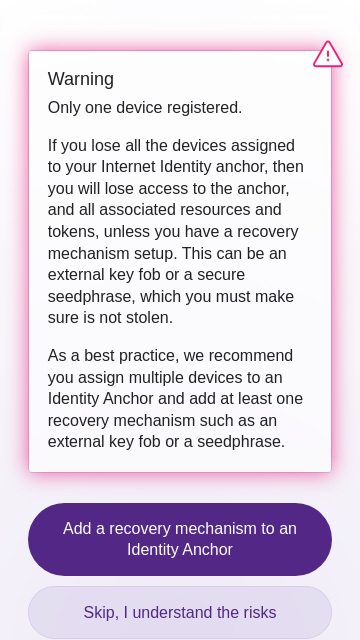 Warning
Only one device registered.
If you lose all the devices assigned
to your Internet Identity anchor, then
you will lose access to the anchor,
and all associated resources and
tokens, unless you have a recovery
mechanism setup. This can be an
external key fob or a secure
seedphrase, which you must make
sure is not stolen.
As a best practice, we recommend
you assign multiple devices to an
Identity Anchor and add at least one
recovery mechanism such as an
external key fob or a seedphrase.
Add a recovery mechanism to an
Identity Anchor
Skip, I understand the risks